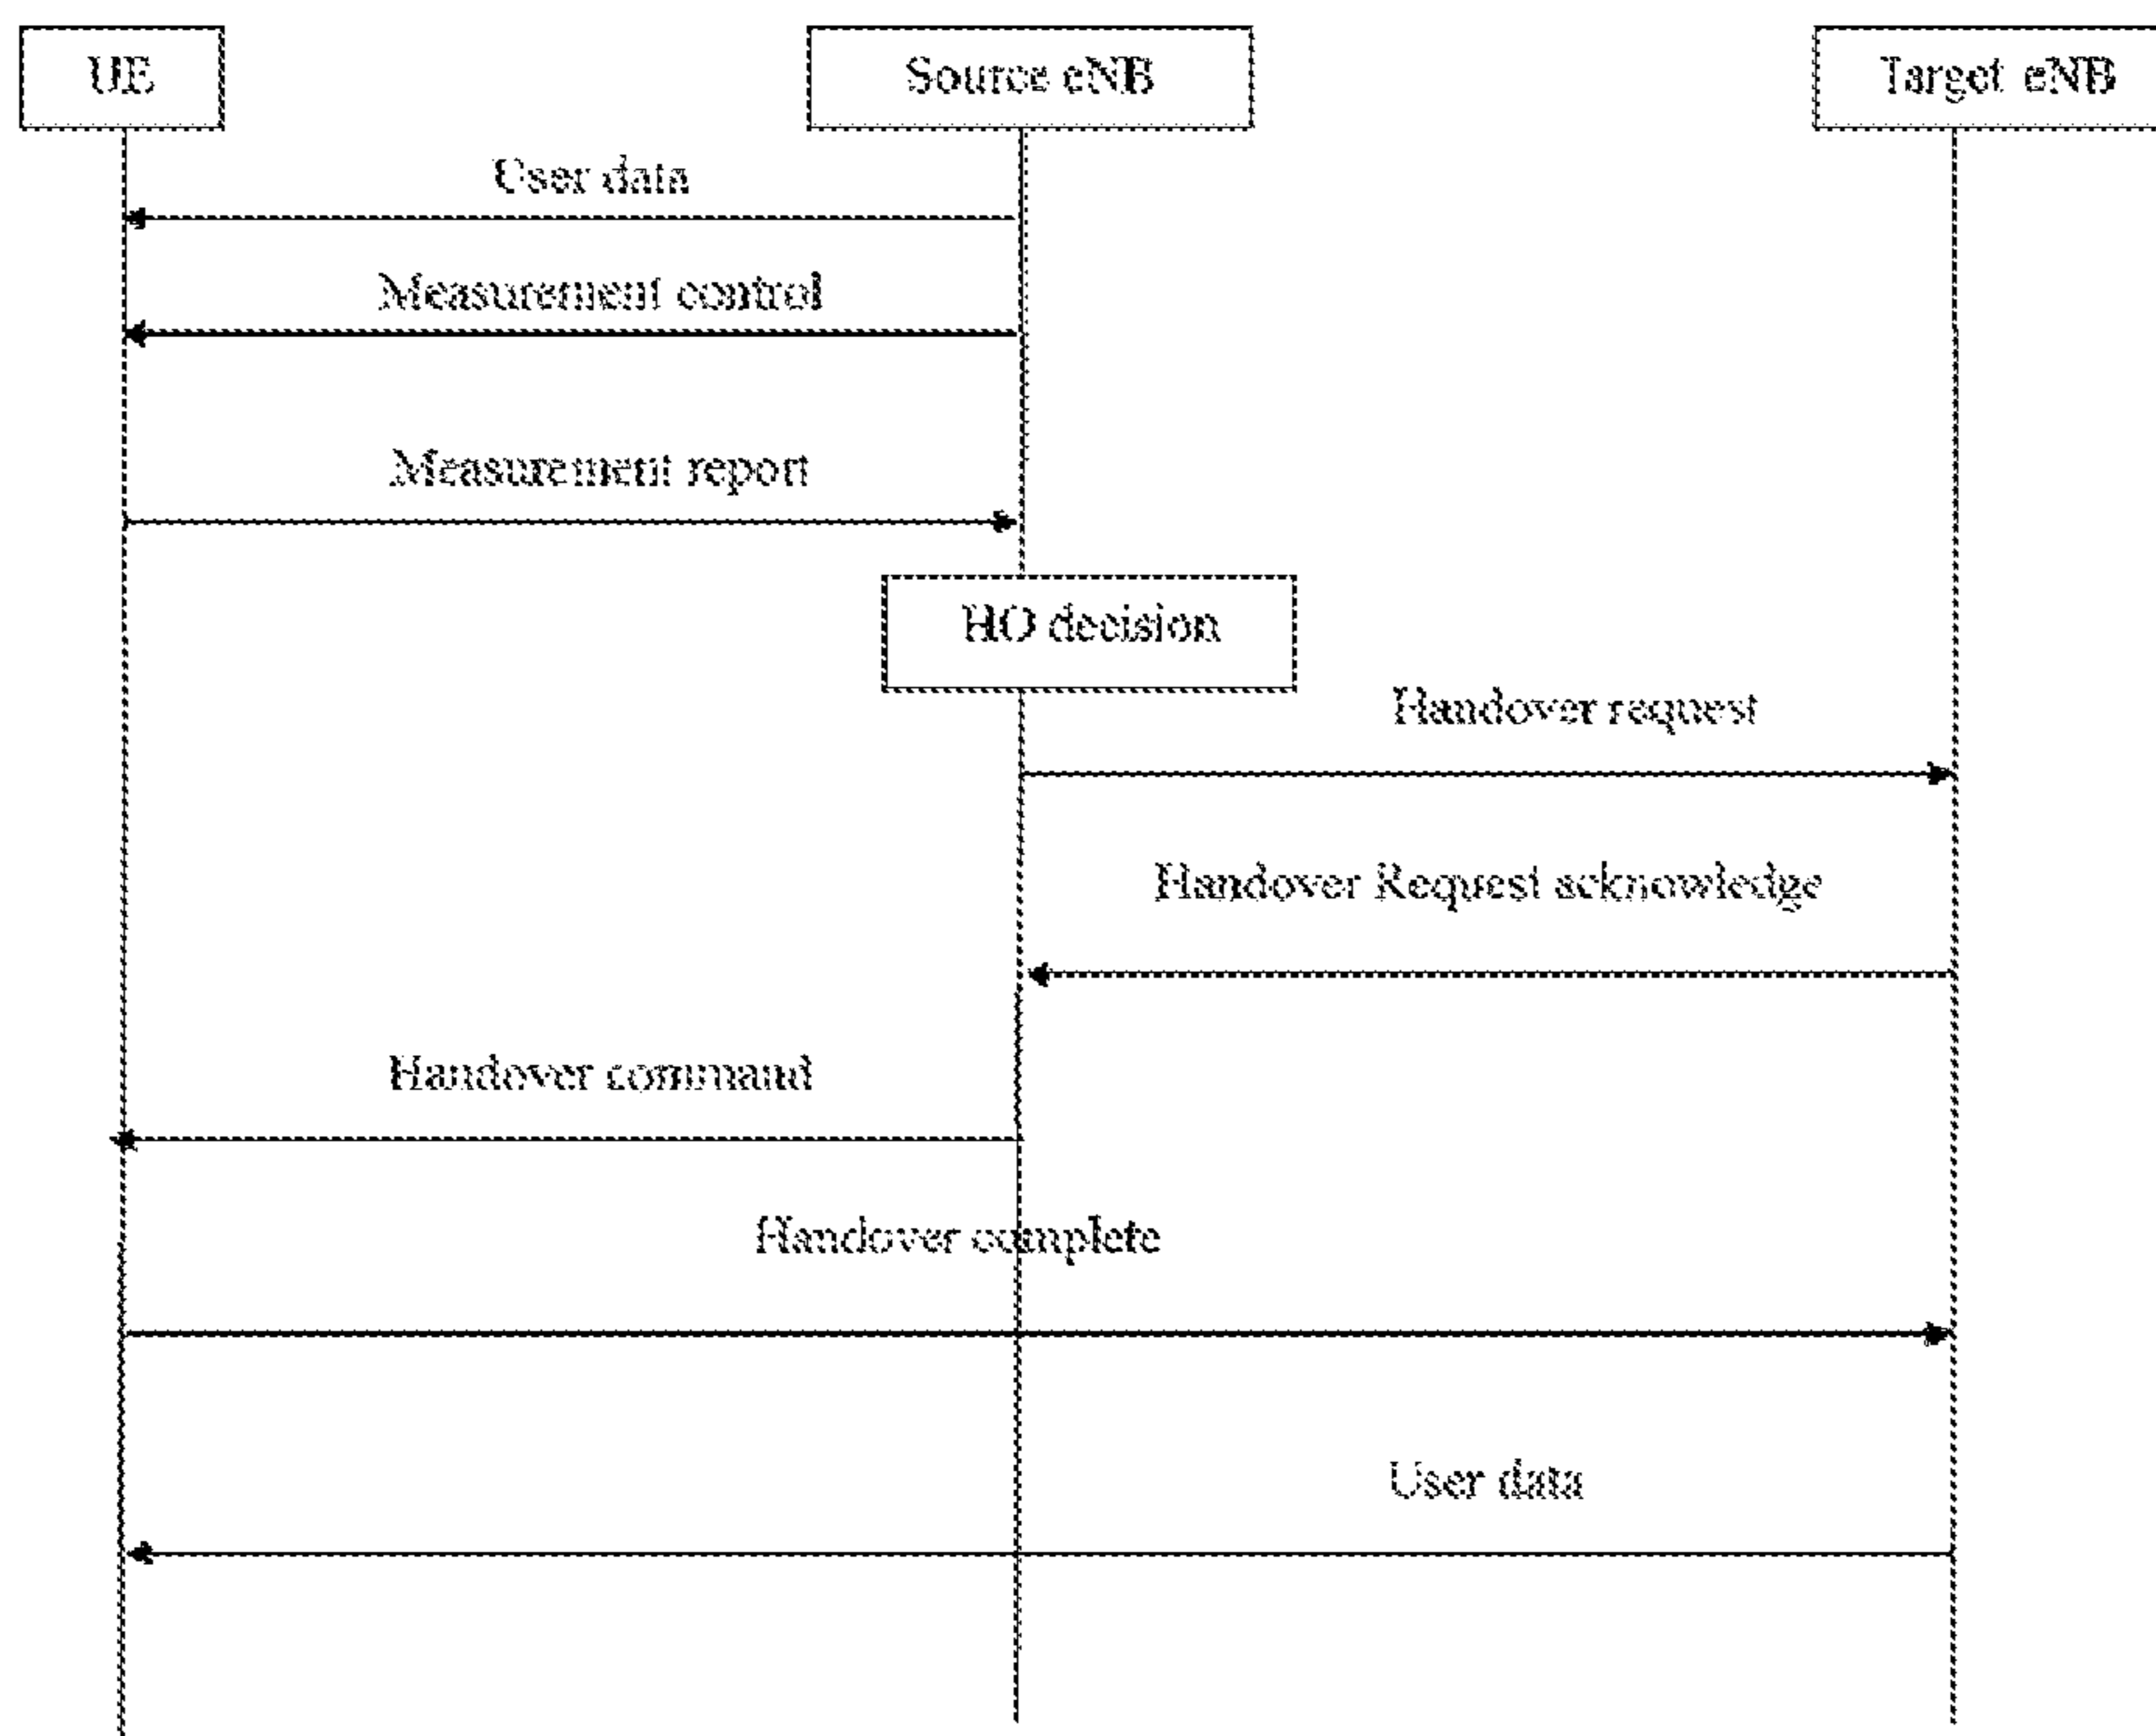 UE
Source eNB
Target eNB
User data
Measurement control
Measurement report
HO decision
Handover request
Handover Request acknowledge
Handover command
Handover complete
User data